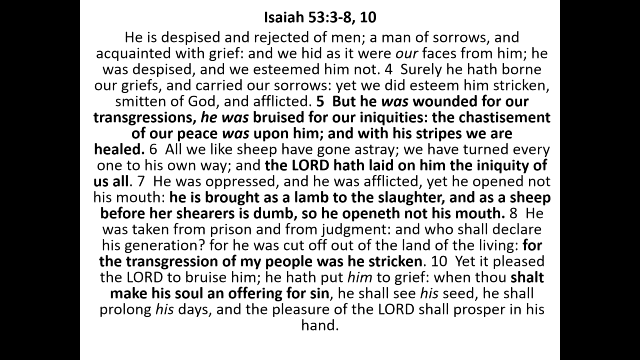 Isaiah 53:3-8, 10
He is despised and rejected of men; a man of sorrows, and
acquainted with grief: and we hid as it were our faces from him; he
was despised, and we esteemed him not. 4 Surely he hath borne
our griefs, and carried our sorrows: yet we did esteem him stricken,
smitten of God, and afflicted. 5 But he was wounded for our
transgressions, he was bruised for our iniquities: the chastisement
of our peace was upon him; and with his stripes we are
healed. 6 All we like sheep have gone astray; we have turned every
one to his own way; and the LORD hath laid on him the iniquity of
us all. 7 He was oppressed, and he was afflicted, yet he opened not
his mouth: he is brought as a lamb to the slaughter, and as a sheep
before her shearers is dumb, so he openeth not his mouth. 8 He
was taken from prison and from judgment: and who shall declare
his generation? for he was cut off out of the land of the living: for
the transgression of my people was he stricken. 10 Yet it pleased
the LORD to bruise him; he hath put him to grief: when thou shalt
make his soul an offering for sin, he shall see his seed, he shall
prolong his days, and the pleasure of the LORD shall prosper in his
hand.